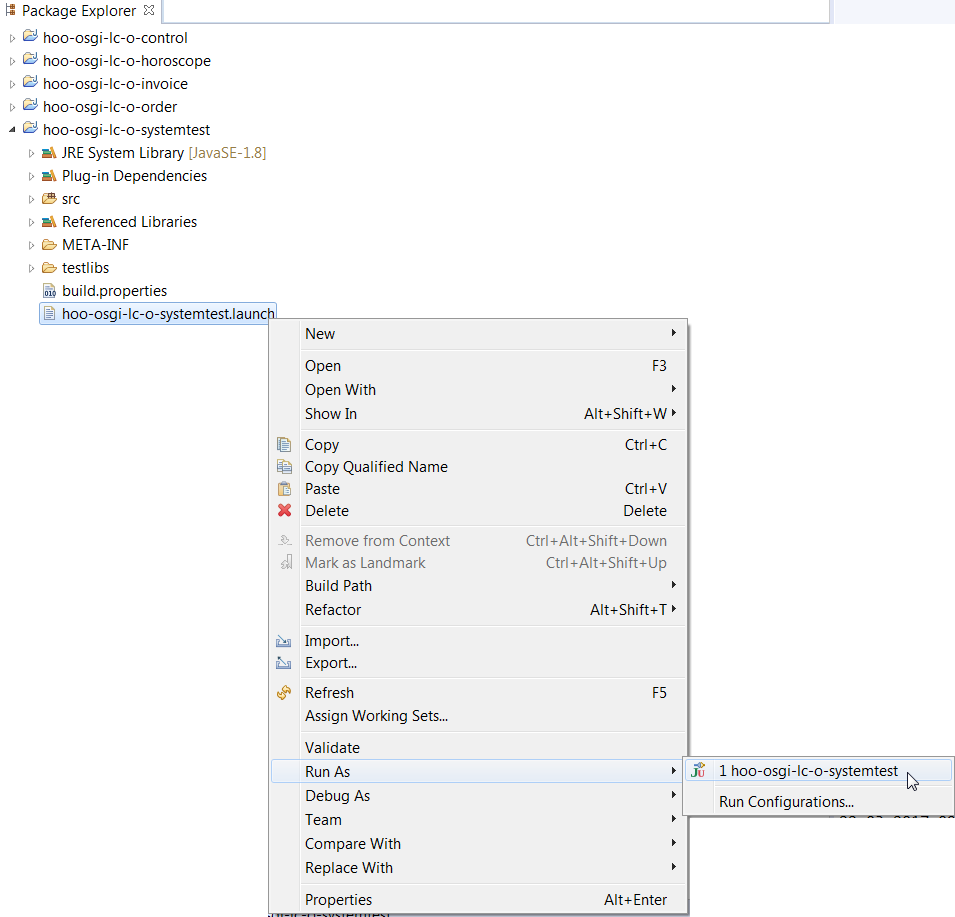 Package Explorer
hoo-osgi-lc-o-control
hoo-osgi-lc-o-horoscope
hoo-osgi-lc-o-invoice
hoo-osgi-lc-o-order
hoo-osgi-lc-o-systemtest
JRE System Library [JavaSE-1.8]
Plug-in Dependencies
src
Referenced Libraries
META-INF
testlibs
build.properties
hoo-osgi-lc-o-systemtest.launch
New
Open F3
Open With
Show In Alt+Shift+W
Copy Ctrl+C
Copy Qualified Name
Paste Ctrl+V
Delete Delete
Remove from Context Ctrl+Alt+Shift+Down
Mark as Landmark Ctrl+Alt+Shift+Up
Build Path
Refactor Alt+Shift+T
Import...
Export...
Refresh F5
Assign Working Sets...
Validate
Run As
1 hoo-osgi-lc-o-systemtest
Debug As
Run Configurations...
Team
Compare With
Replace With
Properties Alt+Enter